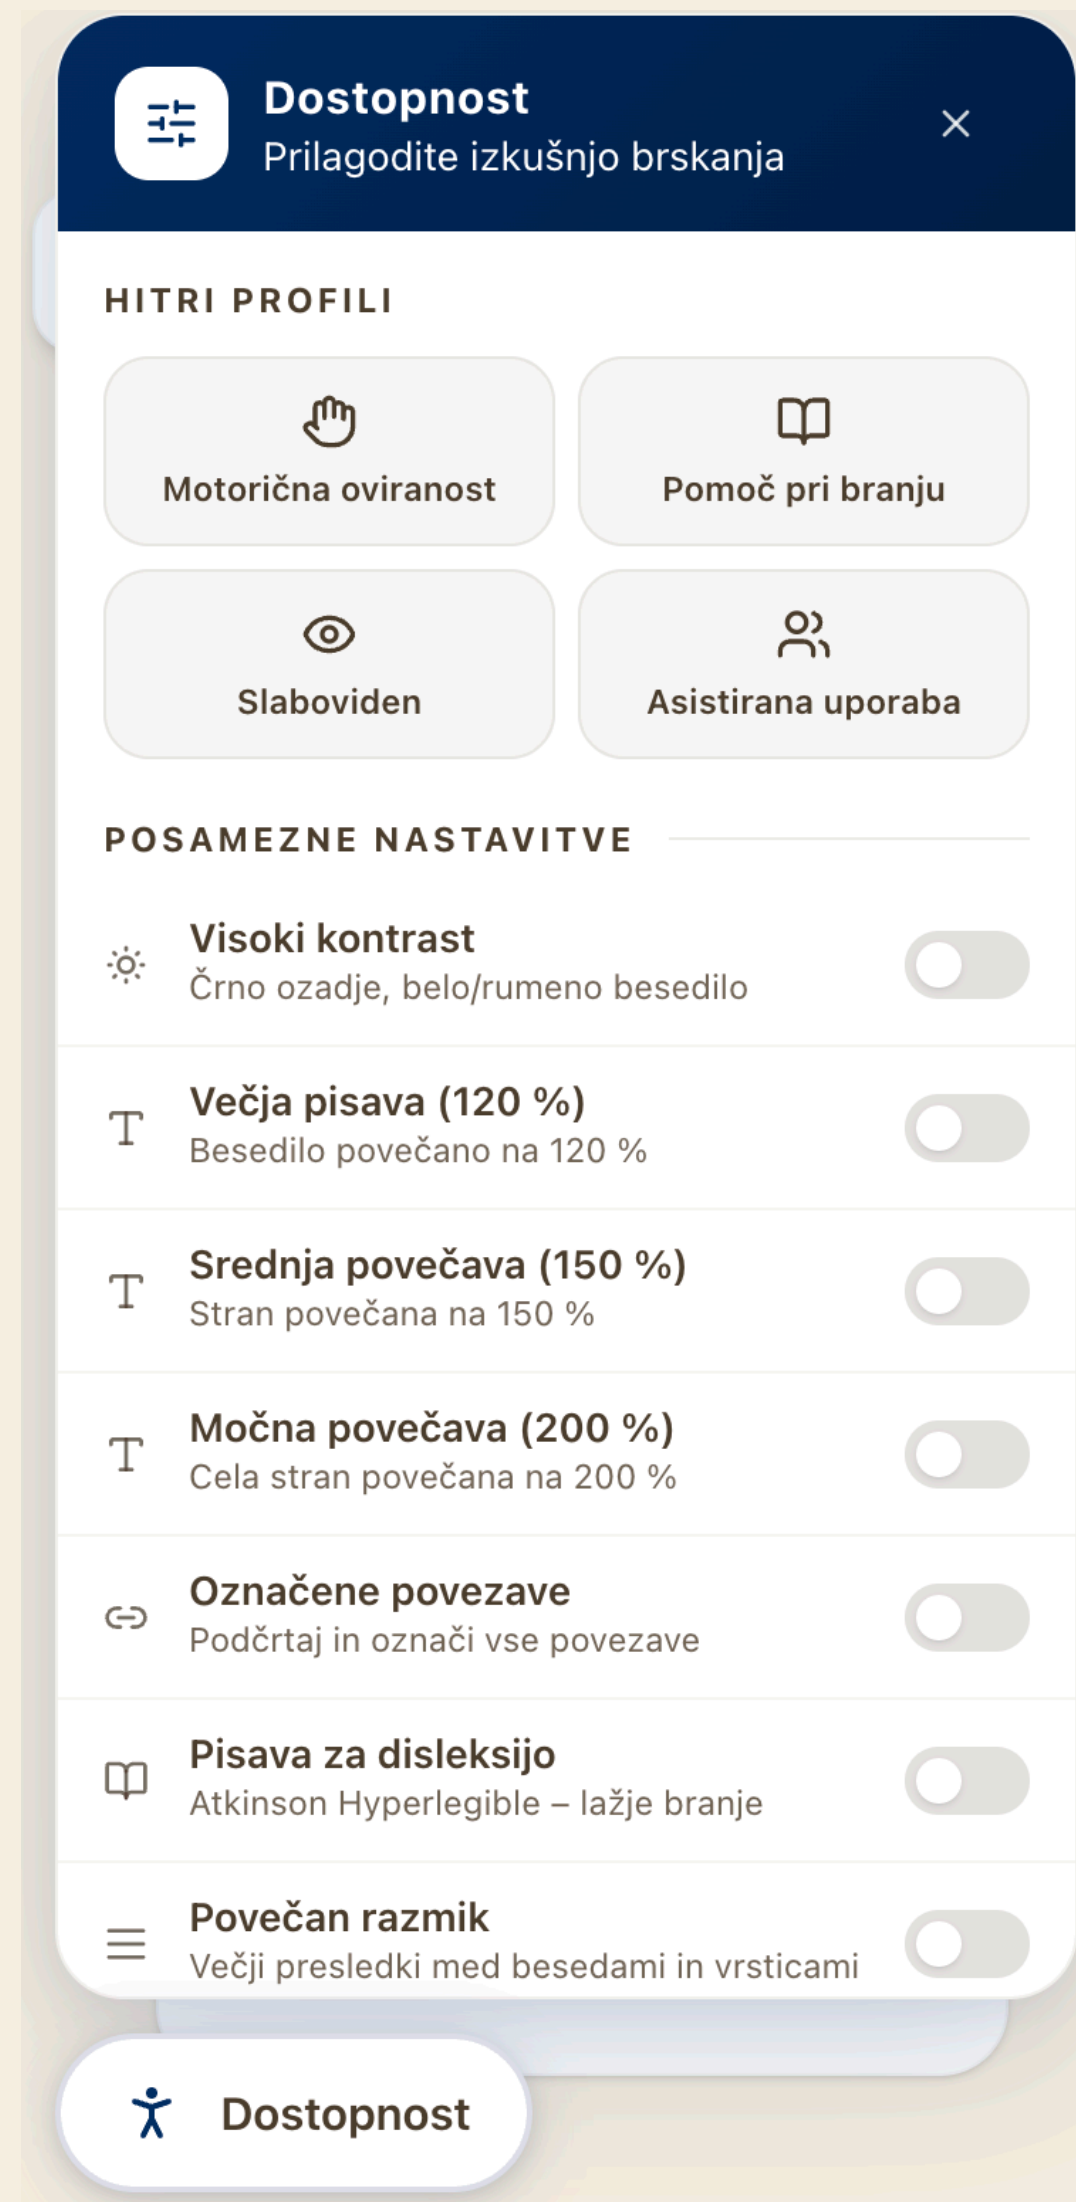 Dostopnost
Prilagodite izkušnjo brskanja
HITRI PROFILI
Motorična oviranost
Pomoč pri branju
Slaboviden
Asistirana uporaba
POSAMEZNE NASTAVITVE
Visoki kontrast
Črno ozadje, belo/rumeno besedilo
Večja pisava (120 %)
Besedilo povečano na 120 %
Srednja povečava (150 %)
Stran povečana na 150 %
Močna povečava (200 %)
Cela stran povečana na 200 %
Označene povezave
Podčrtaj in označi vse povezave
Pisava za disleksijo
Atkinson Hyperlegible – lažje branje
Povečan razmik
Večji presledki med besedami in vrsticami
Dostopnost